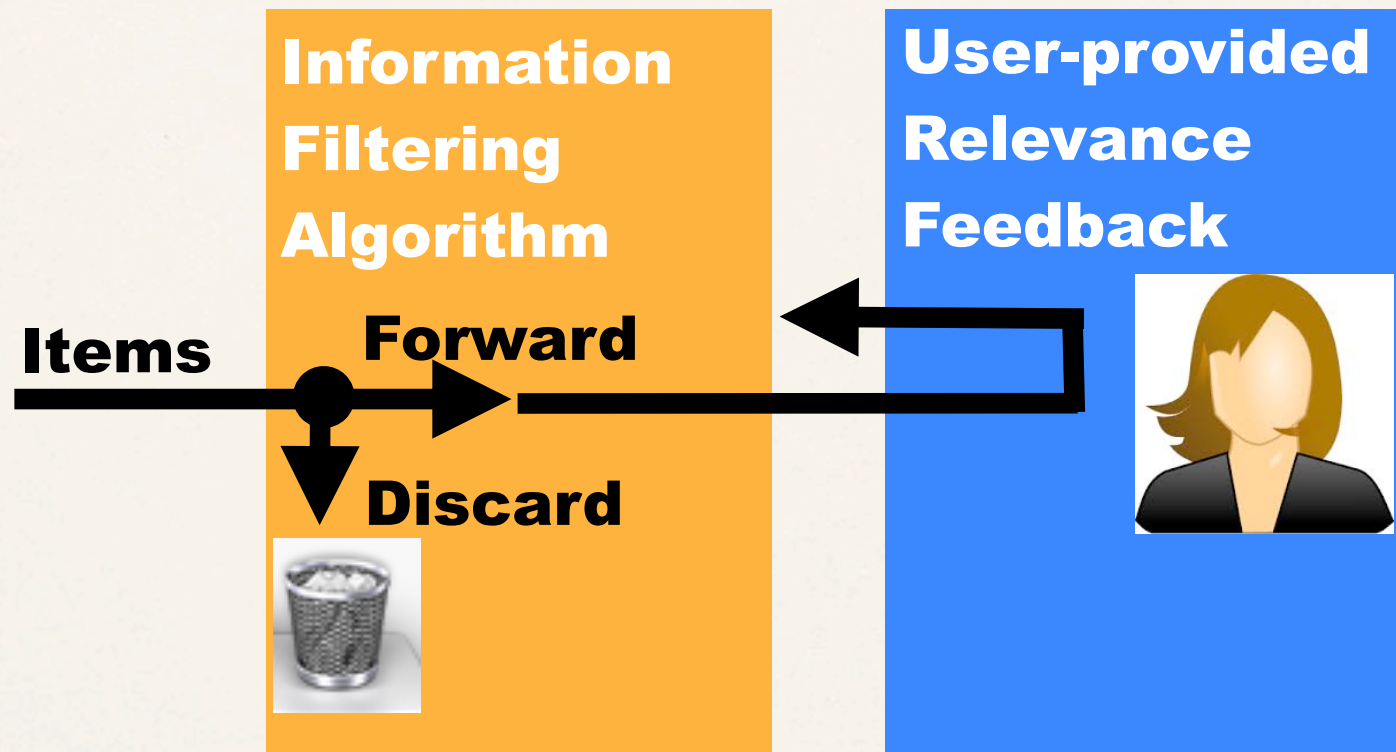 Information
Filtering
Algorithm
User-provided
Relevance
Feedback
Items
Forward
Discard